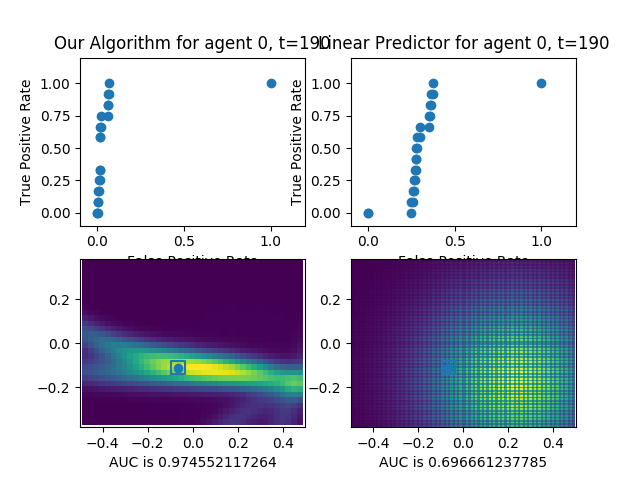 Our Algorithm for agent 0, t=190
Linear Predictor for agent 0, t=190
True Positive Rate
1.00
0.75
0.50
0.25
0.00
0.0 0.5 1.0
False Positive Rate
True Positive Rate
1.00
0.75
0.50
0.25
0.00
0.0 0.5 1.0
False Positive Rate
0.2
0.0
−0.2
−0.4 −0.2 0.0 0.2 0.4
AUC is 0.974552117264
0.2
0.0
−0.2
−0.4 −0.2 0.0 0.2 0.4
AUC is 0.696661237785